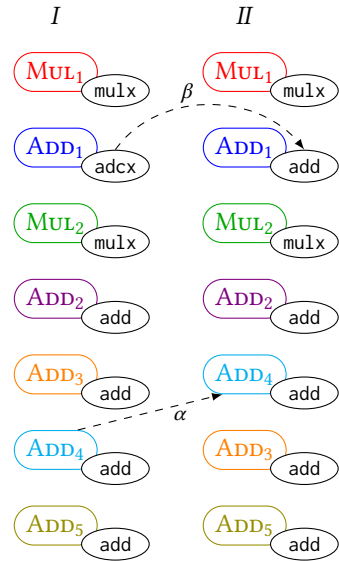 I II
MUL1 mulx MUL1 mulx
β
ADD1 adcx ADD1 add
MUL2 mulx MUL2 mulx
ADD2 add ADD2 add
ADD3 add ADD4 add
α
ADD4 add ADD3 add
ADD5 add ADD5 add